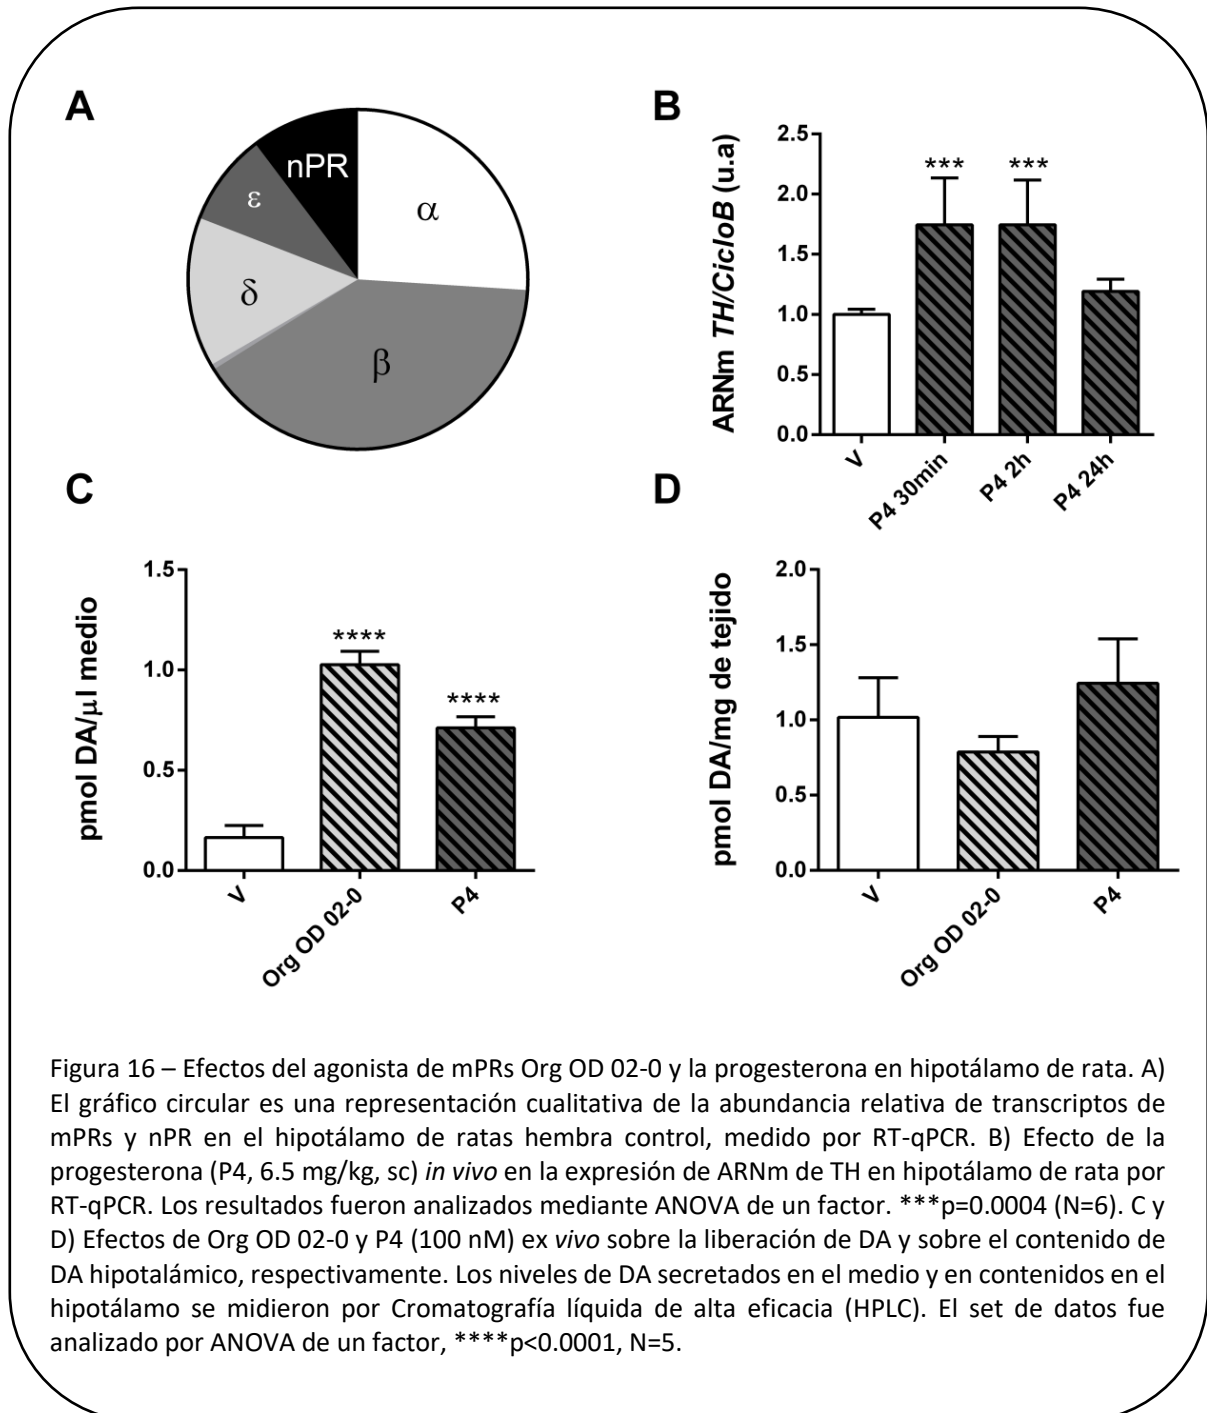 A
nPR
α
ε
δ
β
B
ARNm TH/CicloB (u.a)
2.5
2.0
1.5
1.0
0.5
0.0
***
***
V
P4 30min
P4 2h
P4 24h
C
pmol DA/μl medio
1.5
1.0
0.5
0.0
****
****
V
Org OD 02-0
P4
D
pmol DA/mg de tejido
2.0
1.5
1.0
0.5
0.0
V
Org OD 02-0
P4
Figura 16 – Efectos del agonista de mPRs Org OD 02-0 y la progesterona en hipotálamo de rata. A)
El gráfico circular es una representación cualitativa de la abundancia relativa de transcriptos de
mPRs y nPR en el hipotálamo de ratas hembra control, medido por RT-qPCR. B) Efecto de la
progesterona (P4, 6.5 mg/kg, sc) in vivo en la expresión de ARNm de TH en hipotálamo de rata por
RT-qPCR. Los resultados fueron analizados mediante ANOVA de un factor. ***p=0.0004 (N=6). C y
D) Efectos de Org OD 02-0 y P4 (100 nM) ex vivo sobre la liberación de DA y sobre el contenido de
DA hipotalámico, respectivamente. Los niveles de DA secretados en el medio y en contenidos en el
hipotálamo se midieron por Cromatografía líquida de alta eficacia (HPLC). El set de datos fue
analizado por ANOVA de un factor, ****p<0.0001, N=5.